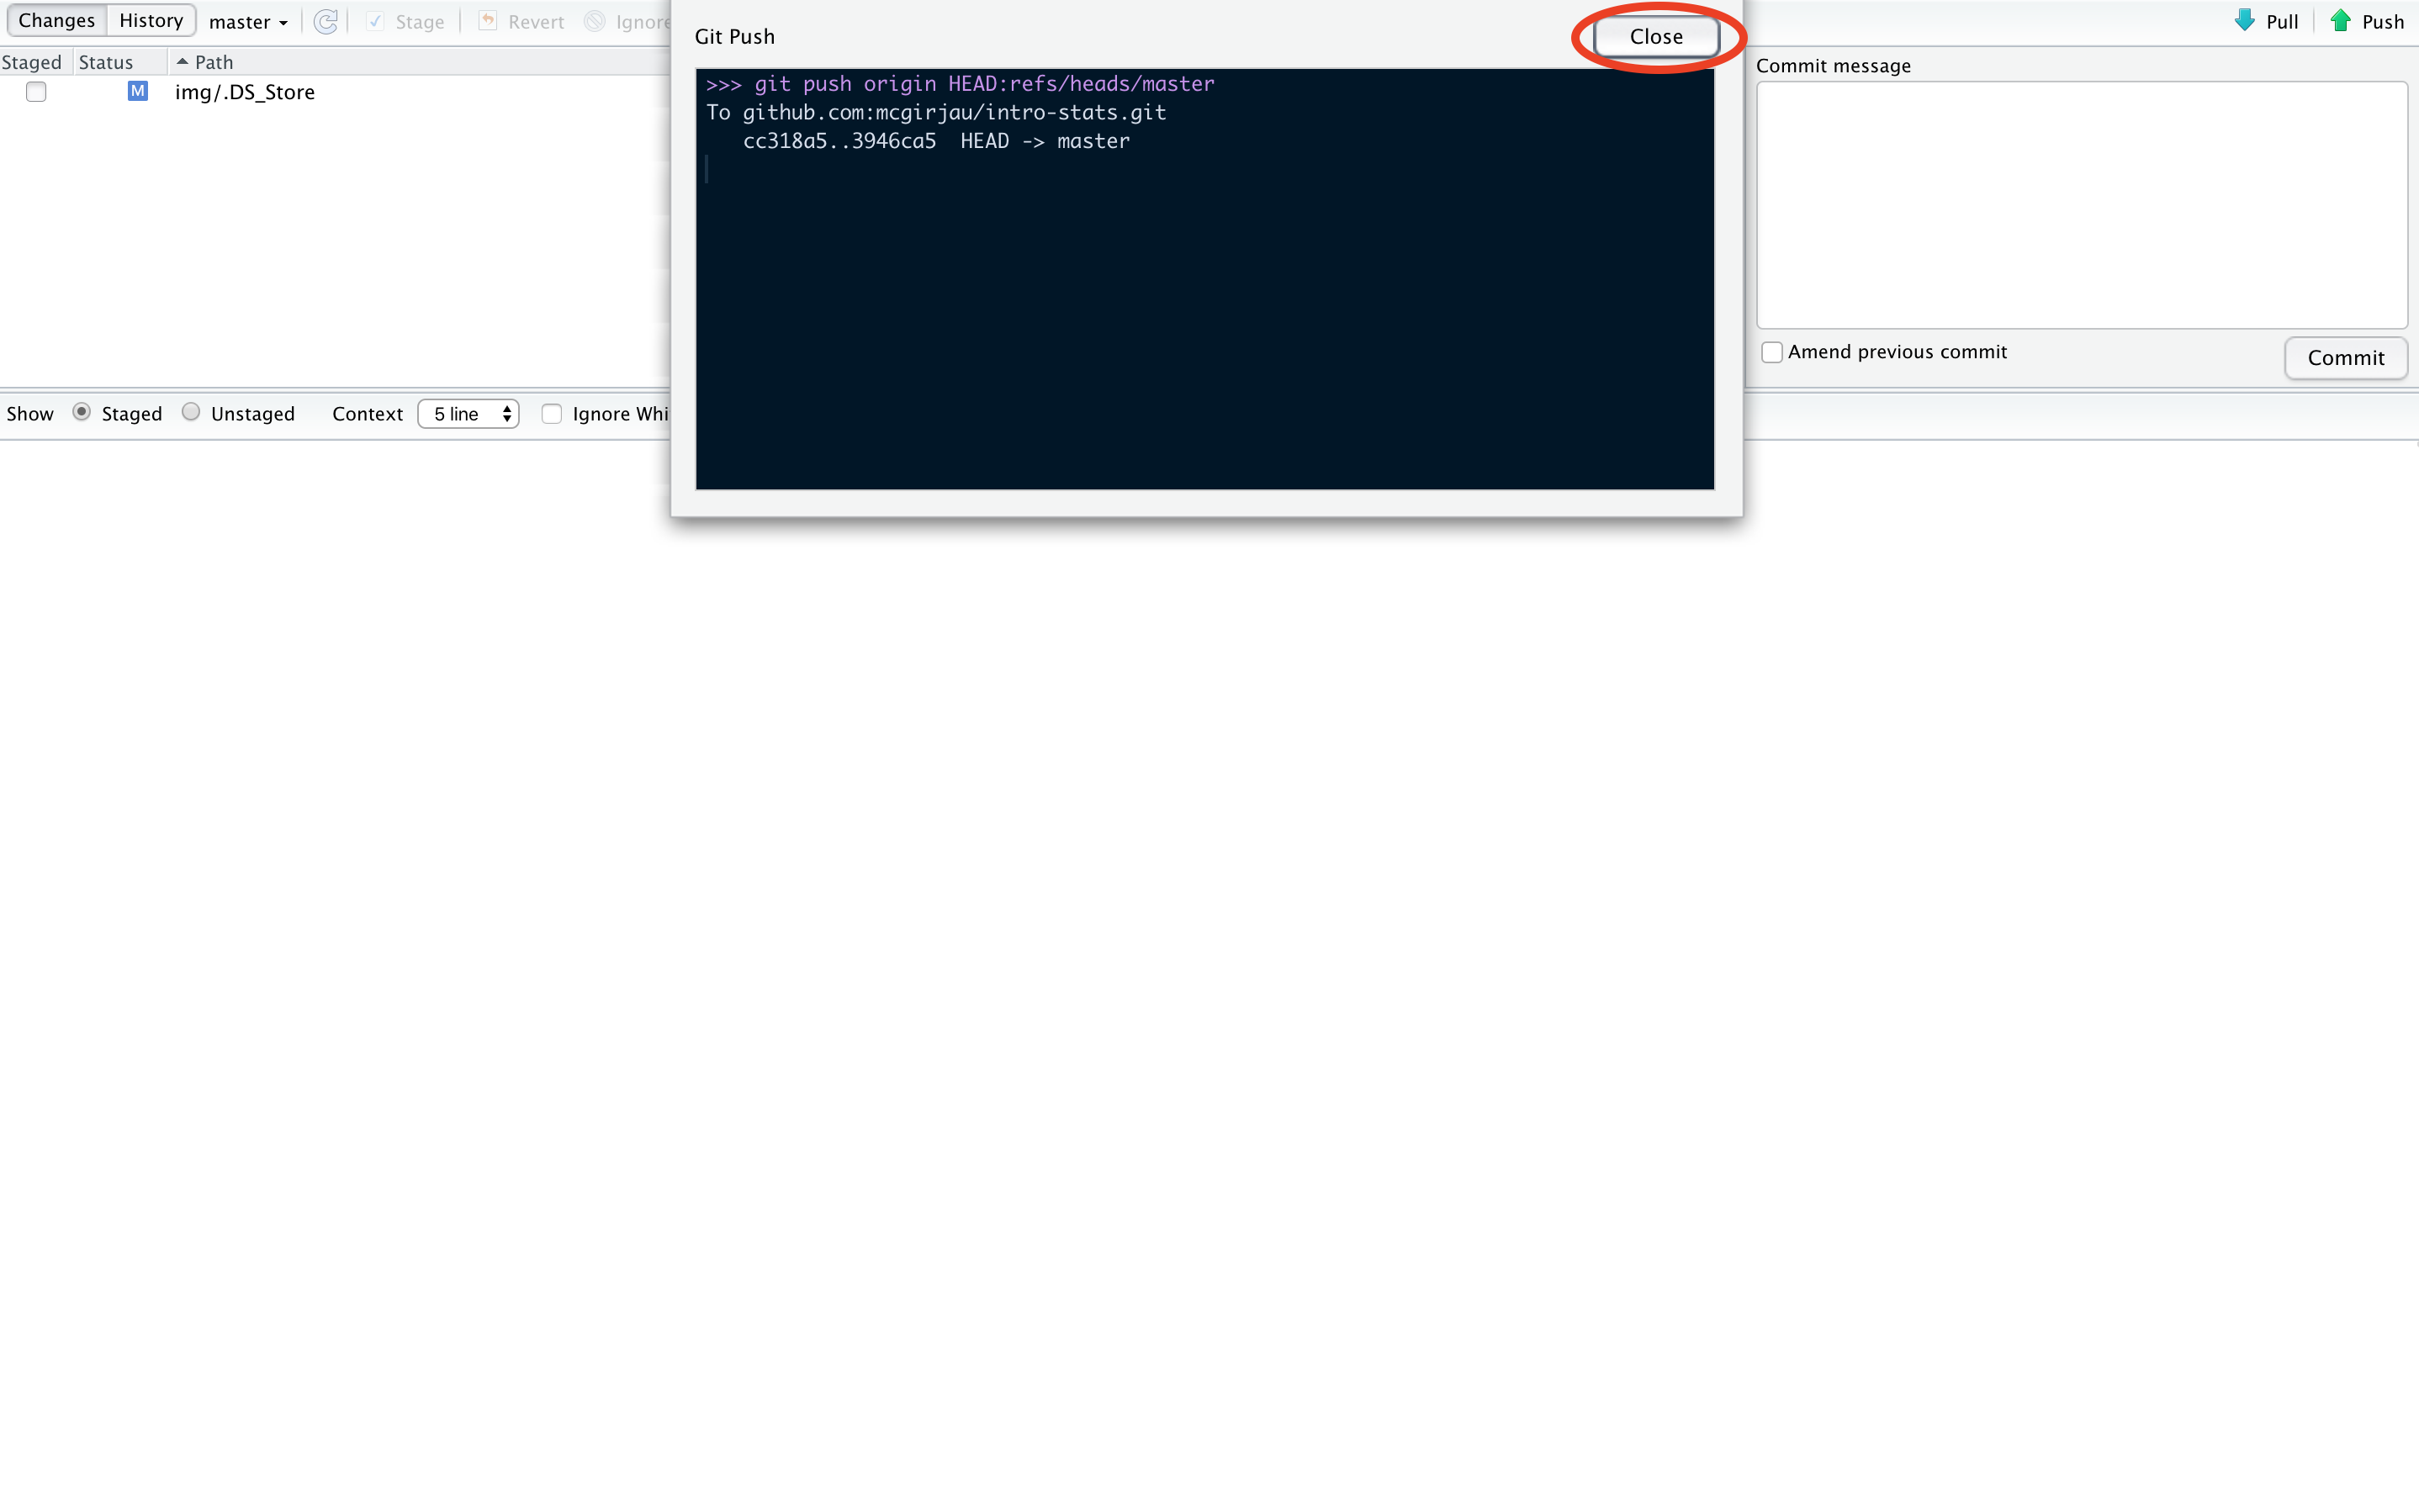 Changes History master Stage Revert Ignore
Git Push
Close
Pull Push
Staged Status Path
M img/.DS_Store
>>> git push origin HEAD:refs/heads/master
To github.com:mcgirjau/intro-stats.git
cc318a5..3946ca5 HEAD -> master
Commit message
Amend previous commit
Commit
Show Staged Unstaged Context 5 line Ignore Whi